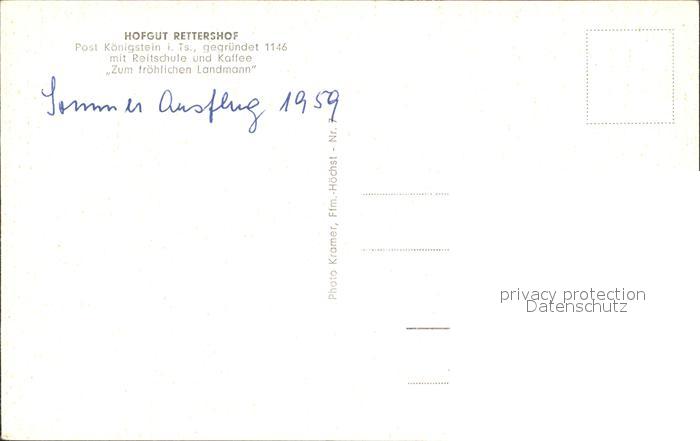 HOFGUT RETTERSHOF
Post Königstein i. Ts., gegründet 1146
mit Reitschule und Kaffee
„Zum fröhlichen Landmann"
Sommer Ausflug 1959
Photo Kramer, Ffm.-Höchst - Nr. 7
privacy protection
Datenschutz